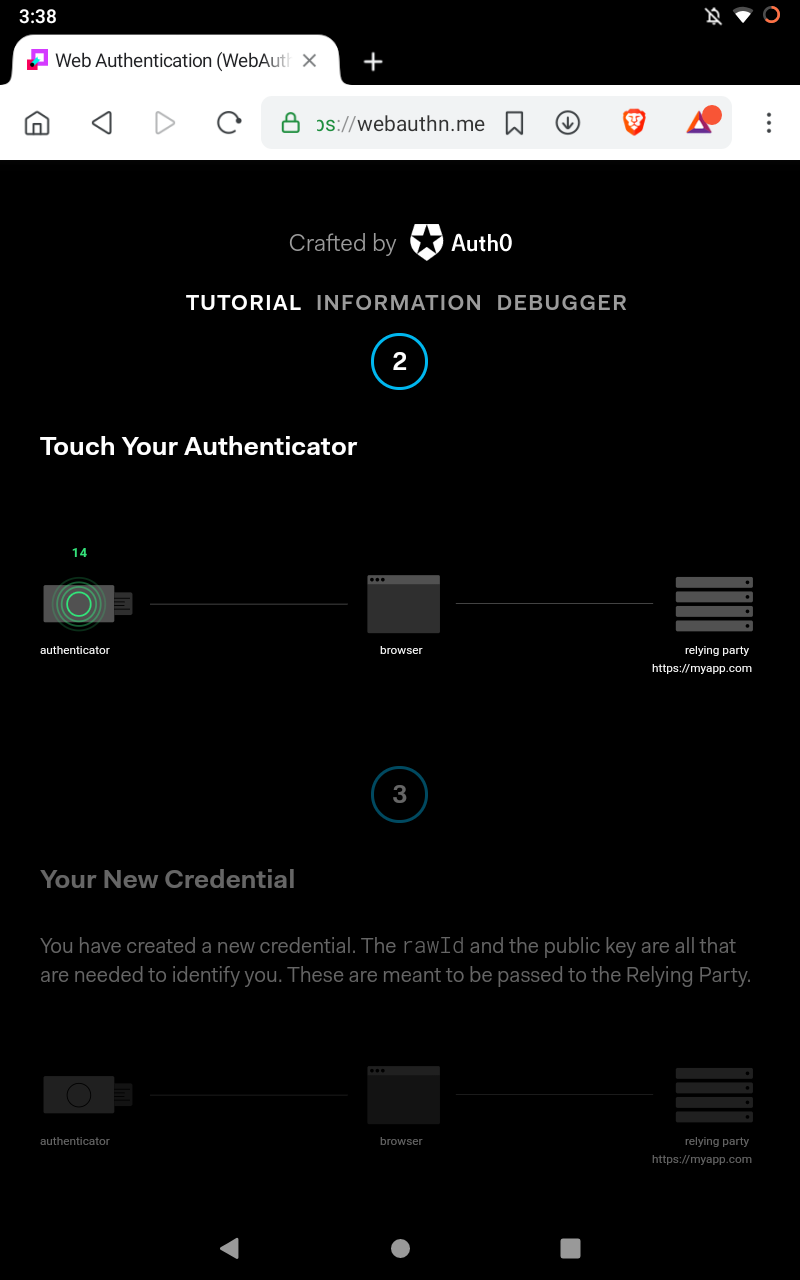 3:38
Web Authentication (WebAuth
ps://webauthn.me
Crafted by Auth0
TUTORIAL INFORMATION DEBUGGER
2
Touch Your Authenticator
14
authenticator browser relying party
https://myapp.com
3
Your New Credential
You have created a new credential. The rawId and the public key are all that
are needed to identify you. These are meant to be passed to the Relying Party.
authenticator browser relying party
https://myapp.com